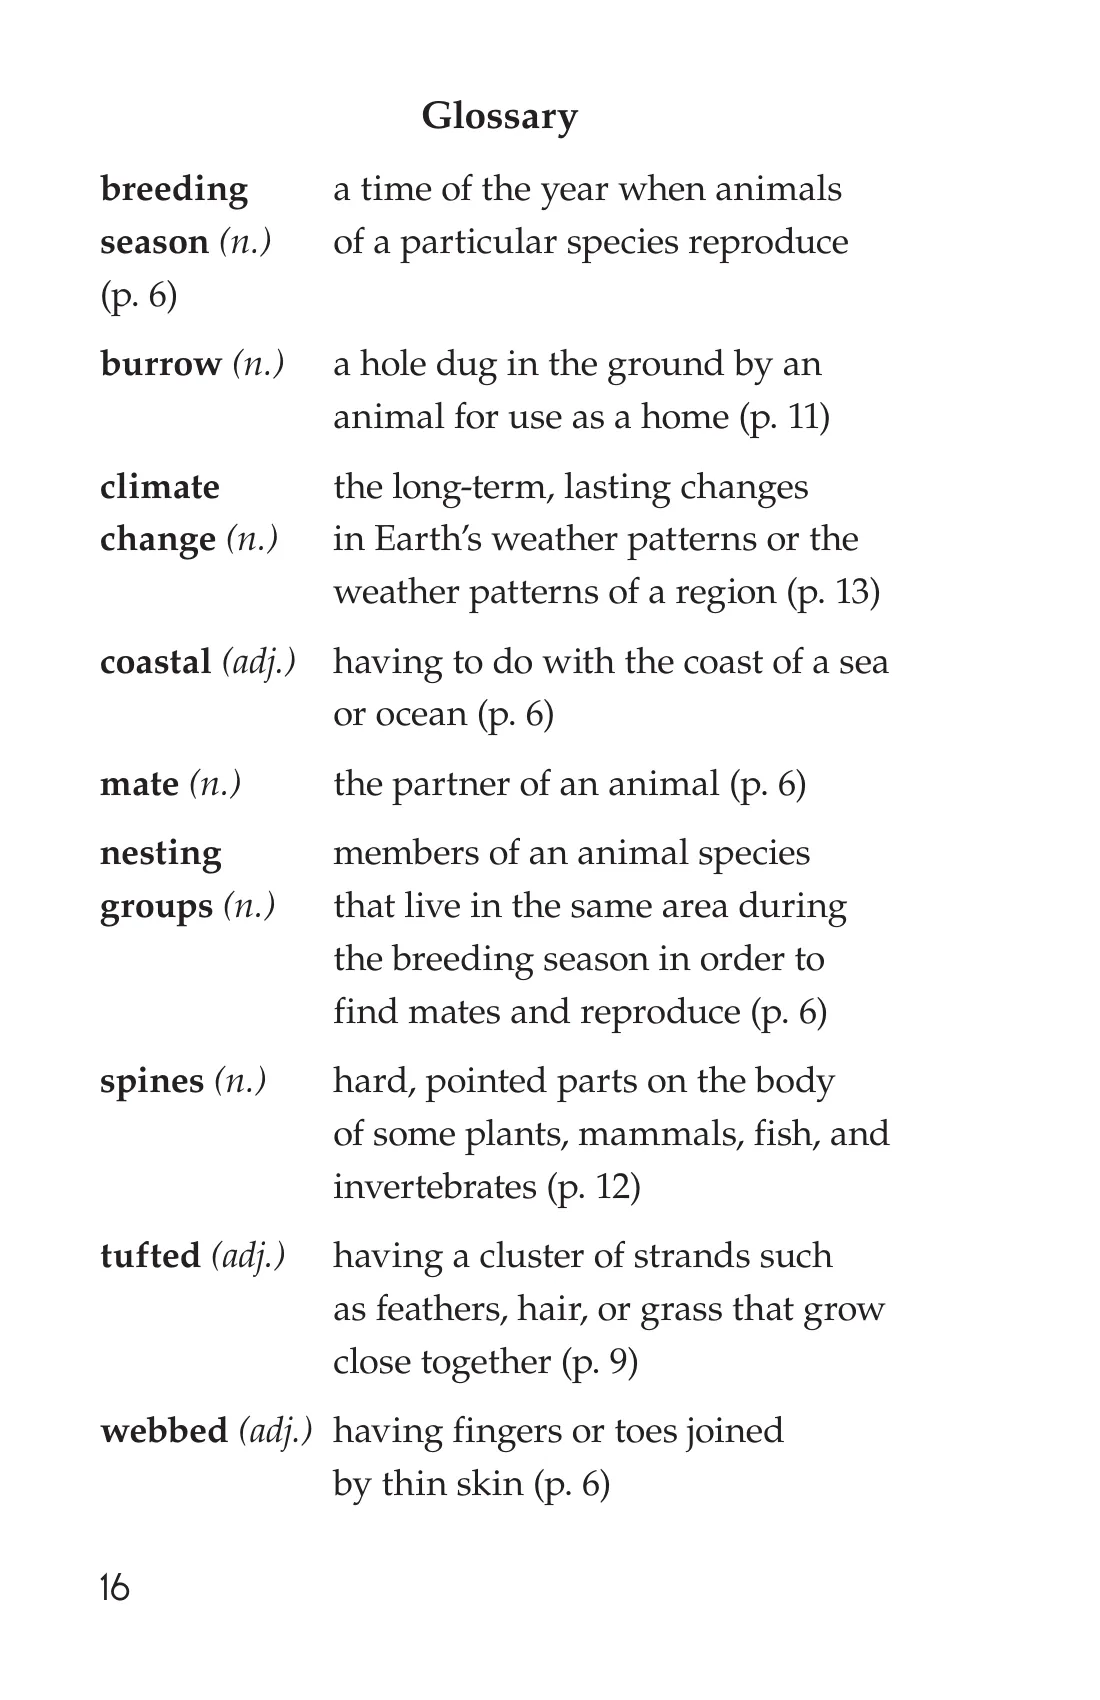 Glossary
breeding a time of the year when animals
season (n.) of a particular species reproduce
(p. 6)
burrow (n.) a hole dug in the ground by an
animal for use as a home (p. 11)
climate the long-term, lasting changes
change (n.) in Earth’s weather patterns or the
weather patterns of a region (p. 13)
coastal (adj.) having to do with the coast of a sea
or ocean (p. 6)
mate (n.) the partner of an animal (p. 6)
nesting members of an animal species
groups (n.) that live in the same area during
the breeding season in order to
find mates and reproduce (p. 6)
spines (n.) hard, pointed parts on the body
of some plants, mammals, fish, and
invertebrates (p. 12)
tufted (adj.) having a cluster of strands such
as feathers, hair, or grass that grow
close together (p. 9)
webbed (adj.) having fingers or toes joined
by thin skin (p. 6)
16